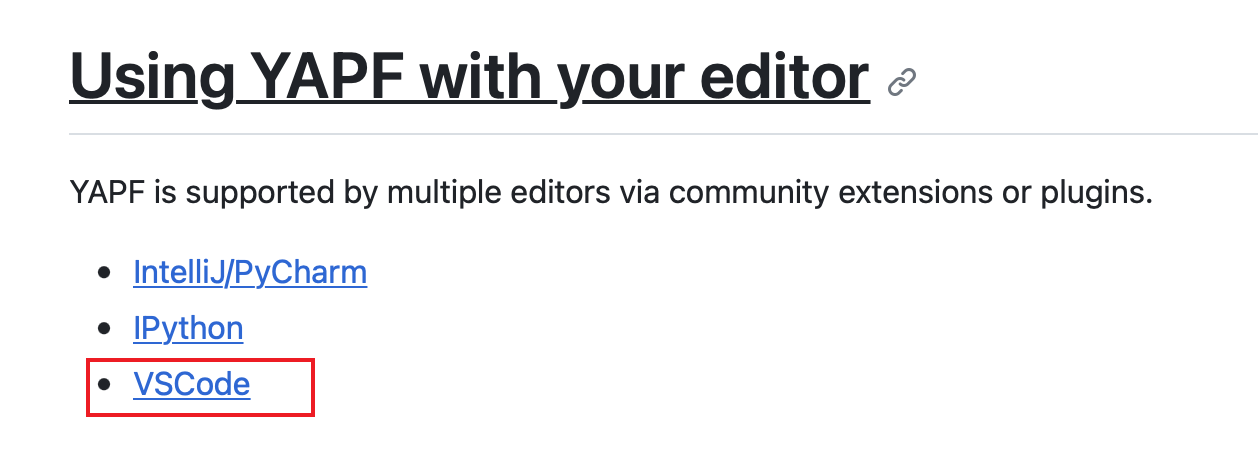 Using YAPF with your editor
YAPF is supported by multiple editors via community extensions or plugins.
IntelliJ/PyCharm
IPython
VSCode